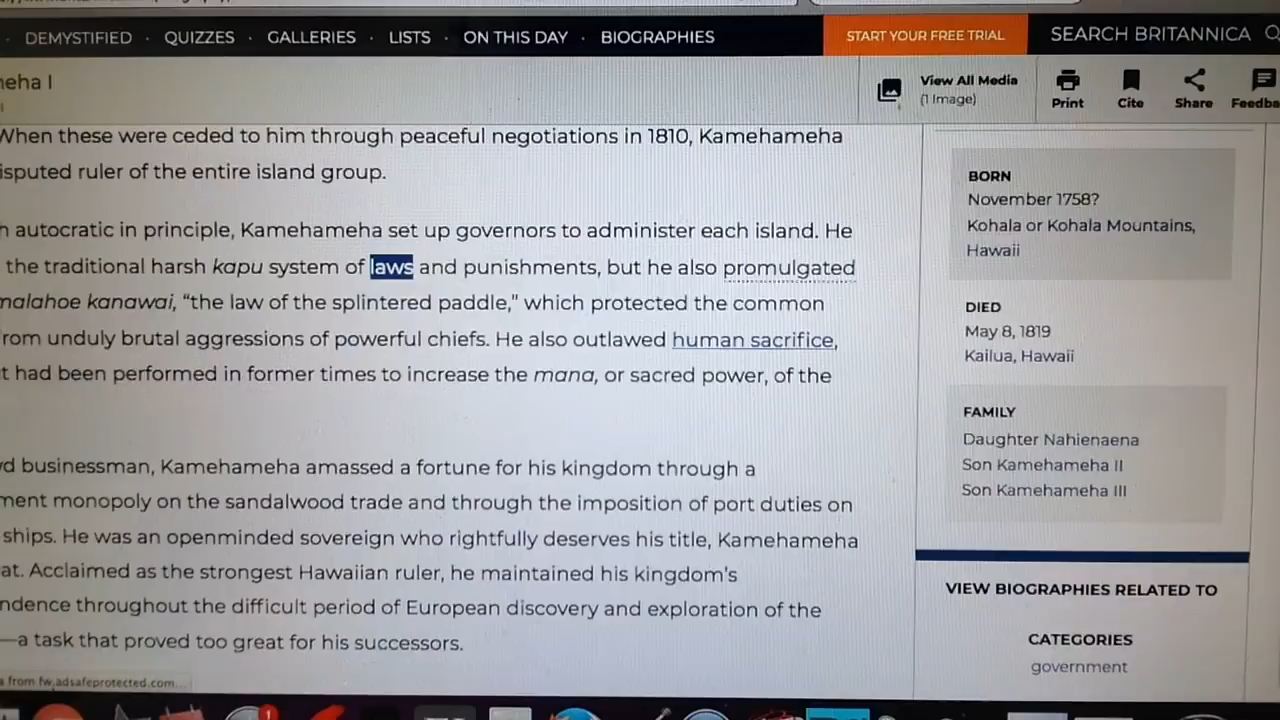 DEMYSTIFIED · QUIZZES · GALLERIES · LISTS · ON THIS DAY · BIOGRAPHIES
START YOUR FREE TRIAL
SEARCH BRITANNICA
eha I
View All Media
(1 Image)
Print
Cite
Share
Feedba
When these were ceded to him through peaceful negotiations in 1810, Kamehameha
isputed ruler of the entire island group.
h autocratic in principle, Kamehameha set up governors to administer each island. He
the traditional harsh kapu system of laws and punishments, but he also promulgated
malahoe kanawai, “the law of the splintered paddle,” which protected the common
rom unduly brutal aggressions of powerful chiefs. He also outlawed human sacrifice,
t had been performed in former times to increase the mana, or sacred power, of the
d businessman, Kamehameha amassed a fortune for his kingdom through a
ment monopoly on the sandalwood trade and through the imposition of port duties on
ships. He was an openminded sovereign who rightfully deserves his title, Kamehameha
at. Acclaimed as the strongest Hawaiian ruler, he maintained his kingdom’s
ndence throughout the difficult period of European discovery and exploration of the
—a task that proved too great for his successors.
a from fw.adsafeprotected.com...
BORN
November 1758?
Kohala or Kohala Mountains,
Hawaii
DIED
May 8, 1819
Kailua, Hawaii
FAMILY
Daughter Nahienaena
Son Kamehameha II
Son Kamehameha III
VIEW BIOGRAPHIES RELATED TO
CATEGORIES
government